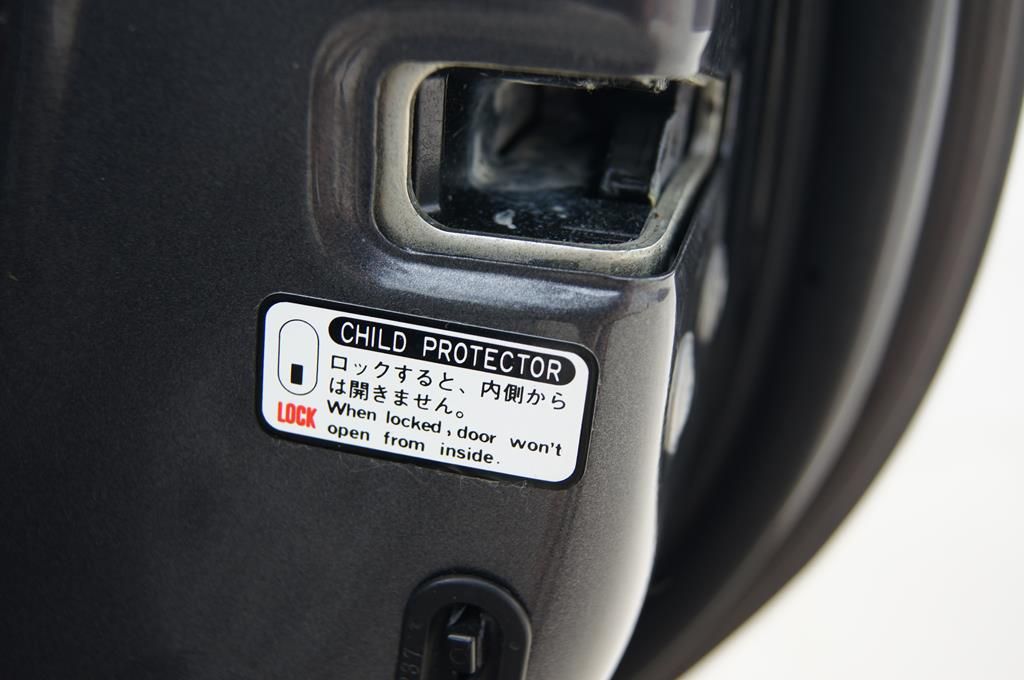 CHILD PROTECTOR
ロックすると、内側から
は開きません。
LOCK
When locked, door won't
open from inside.